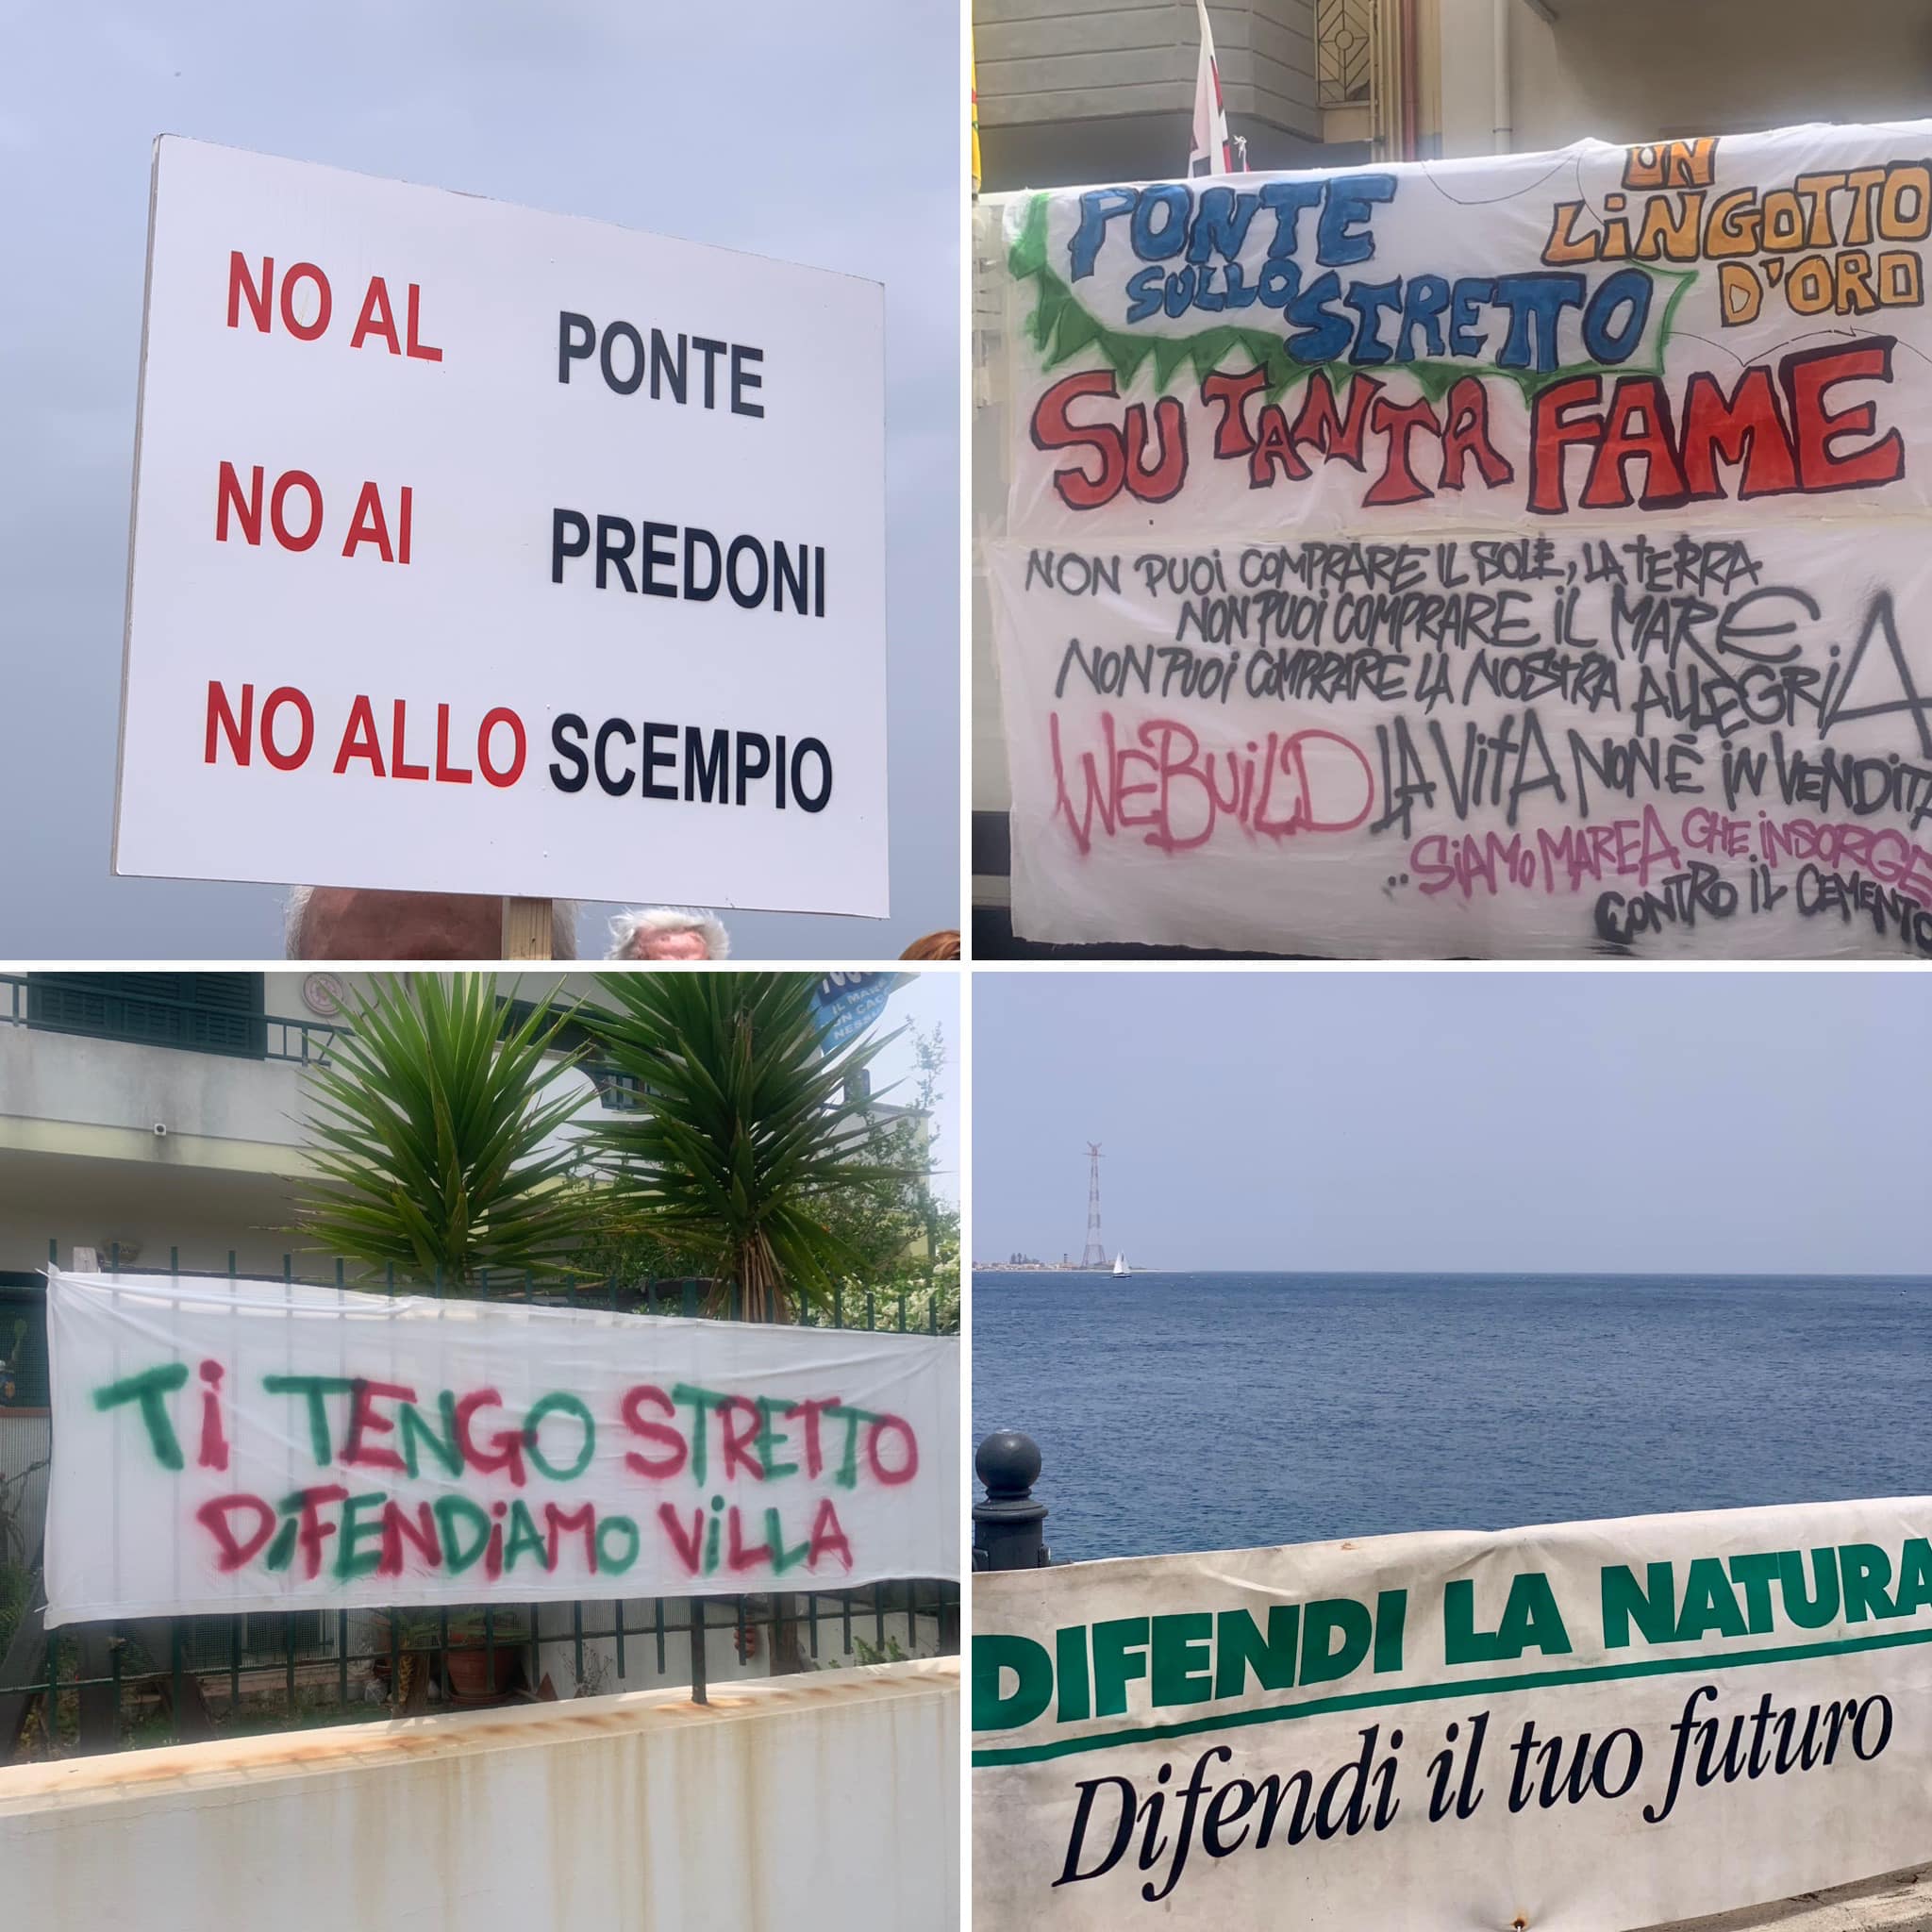 NO AL PONTE
NO AI PREDONI
NO ALLO SCEMPIO
PONTE
SULLO STRETTO
UN
LINGOTTO
D'ORO
SU TANTA FAME
NON PUOI COMPRARE IL SOLE, LA TERRA
NON PUOI COMPRARE IL MARE
NON PUOI COMPRARE LA NOSTRA ALLEGRIA
WEBUILD LA VITA NON È IN VENDITA
..SIAMO MAREA CHE INSORGE
CONTRO IL CEMENTO
IL MARE
TI TENGO STRETTO
DIFENDIAMO VILLA
DIFENDI LA NATURA
Difendi il tuo futuro